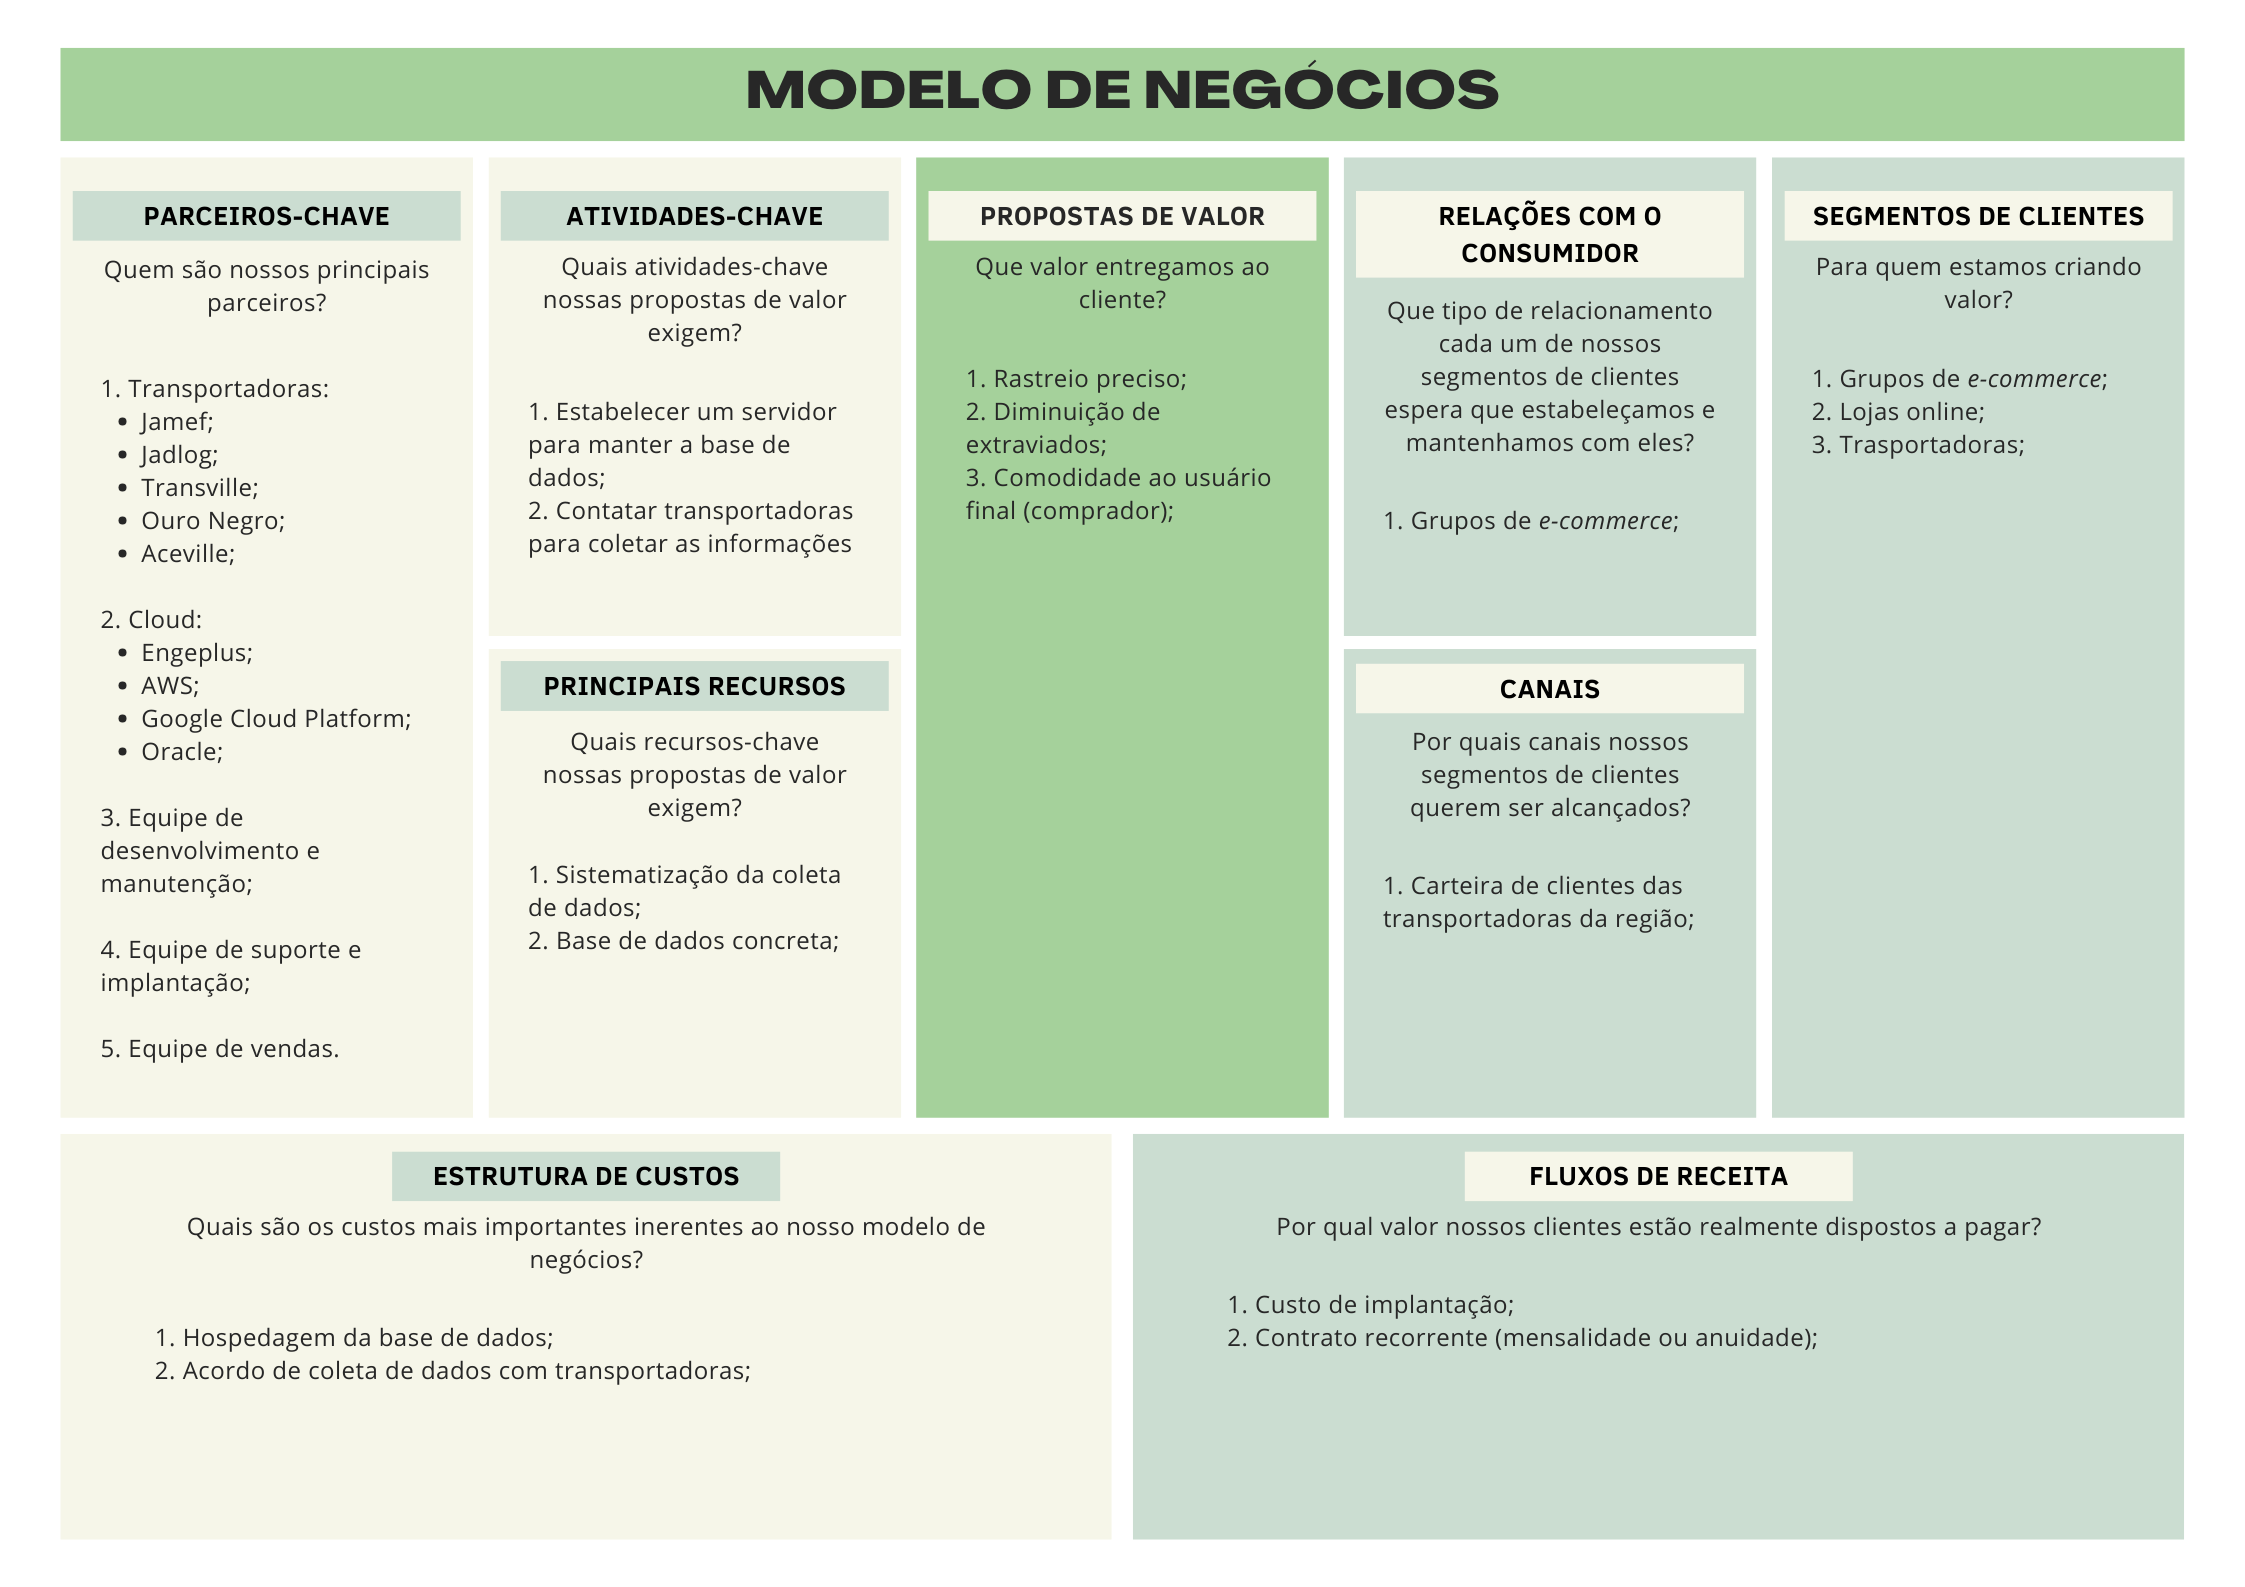 MODELO DE NEGÓCIOS
PARCEIROS-CHAVE
Quem são nossos principais
parceiros?
1. Transportadoras:
• Jamef;
• Jadlog;
• Transville;
• Ouro Negro;
• Aceville;
2. Cloud:
• Engeplus;
• AWS;
• Google Cloud Platform;
• Oracle;
3. Equipe de
desenvolvimento e
manutenção;
4. Equipe de suporte e
implantação;
5. Equipe de vendas.
ATIVIDADES-CHAVE
Quais atividades-chave
nossas propostas de valor
exigem?
1. Estabelecer um servidor
para manter a base de
dados;
2. Contatar transportadoras
para coletar as informações
PRINCIPAIS RECURSOS
Quais recursos-chave
nossas propostas de valor
exigem?
1. Sistematização da coleta
de dados;
2. Base de dados concreta;
PROPOSTAS DE VALOR
Que valor entregamos ao
cliente?
1. Rastreio preciso;
2. Diminuição de
extraviados;
3. Comodidade ao usuário
final (comprador);
RELAÇÕES COM O
CONSUMIDOR
Que tipo de relacionamento
cada um de nossos
segmentos de clientes
espera que estabeleçamos e
mantenhamos com eles?
1. Grupos de e-commerce;
CANAIS
Por quais canais nossos
segmentos de clientes
querem ser alcançados?
1. Carteira de clientes das
transportadoras da região;
SEGMENTOS DE CLIENTES
Para quem estamos criando
valor?
1. Grupos de e-commerce;
2. Lojas online;
3. Trasportadoras;
ESTRUTURA DE CUSTOS
Quais são os custos mais importantes inerentes ao nosso modelo de
negócios?
1. Hospedagem da base de dados;
2. Acordo de coleta de dados com transportadoras;
FLUXOS DE RECEITA
Por qual valor nossos clientes estão realmente dispostos a pagar?
1. Custo de implantação;
2. Contrato recorrente (mensalidade ou anuidade);